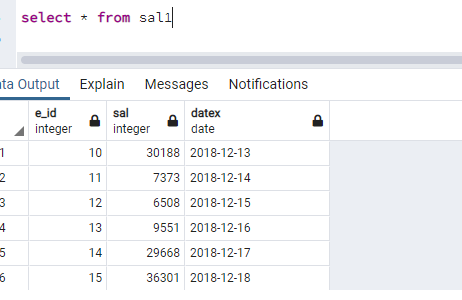 select * from sal1
ta Output Explain Messages Notifications
e_id sal datex
integer integer date
1 10 30188 2018-12-13
2 11 7373 2018-12-14
3 12 6508 2018-12-15
4 13 9551 2018-12-16
5 14 29668 2018-12-17
6 15 36301 2018-12-18